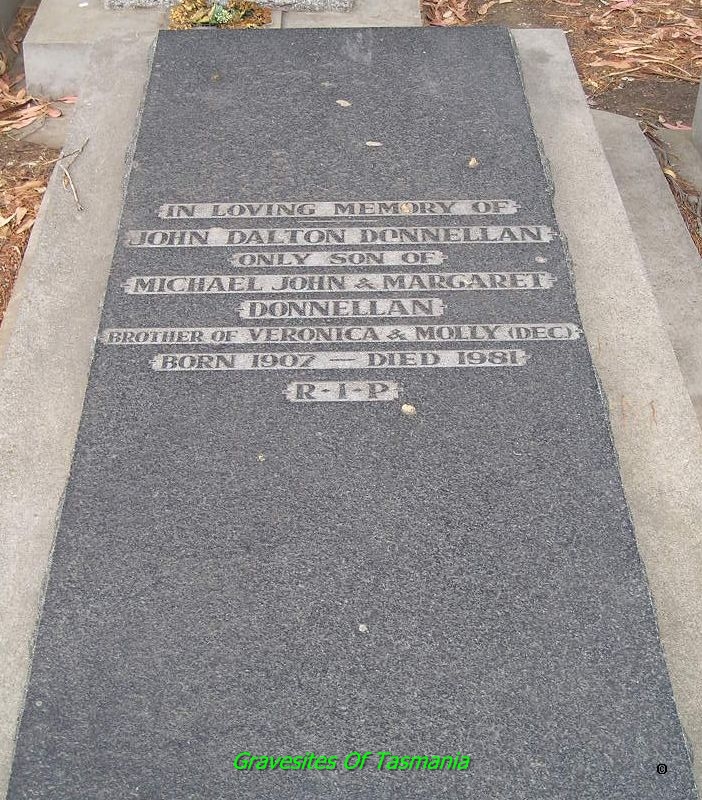 IN LOVING MEMORY OF
JOHN DALTON DONNELLAN
ONLY SON OF
MICHAEL JOHN & MARGARET
DONNELLAN
BROTHER OF VERONICA & MOLLY (DEC)
BORN 1907 — DIED 1981
R·I·P
Gravesites Of Tasmania
©